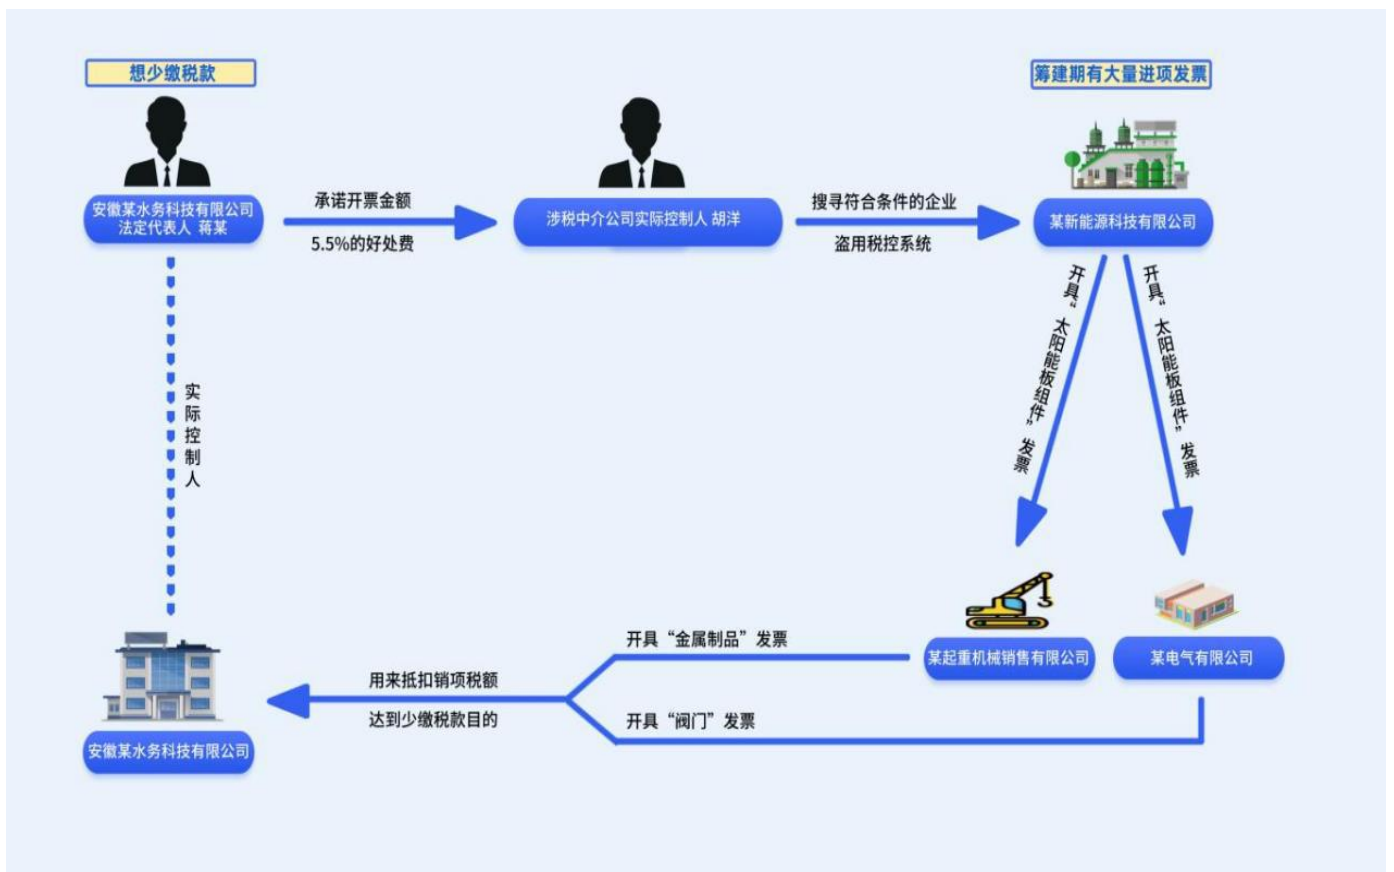 想少缴税款
筹建期有大量进项发票
安徽某水务科技有限公司
法定代表人 蒋某
承诺开票金额
5.5%的好处费
涉税中介公司实际控制人 胡洋
搜寻符合条件的企业
盗用税控系统
某新能源科技有限公司
开具“太阳能板组件”发票
开具“太阳能板组件”发票
实际控制人
某起重机械销售有限公司
某电气有限公司
开具“金属制品”发票
开具“阀门”发票
用来抵扣销项税额
达到少缴税款目的
安徽某水务科技有限公司